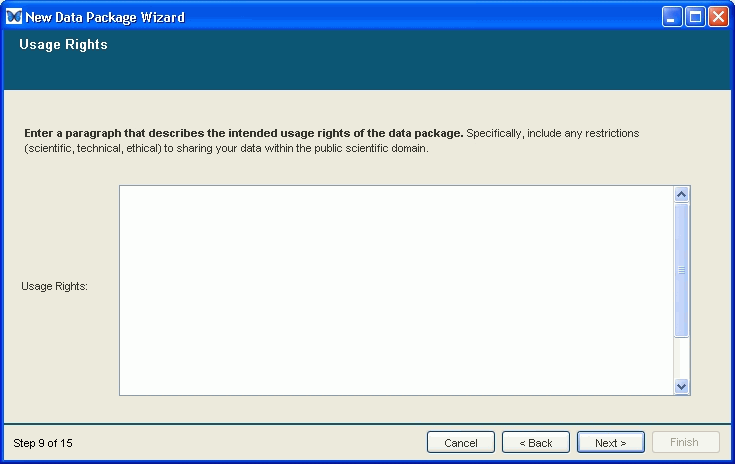 New Data Package Wizard
Usage Rights
Enter a paragraph that describes the intended usage rights of the data package. Specifically, include any restrictions
(scientific, technical, ethical) to sharing your data within the public scientific domain.
Usage Rights:
Step 9 of 15
Cancel
< Back
Next >
Finish